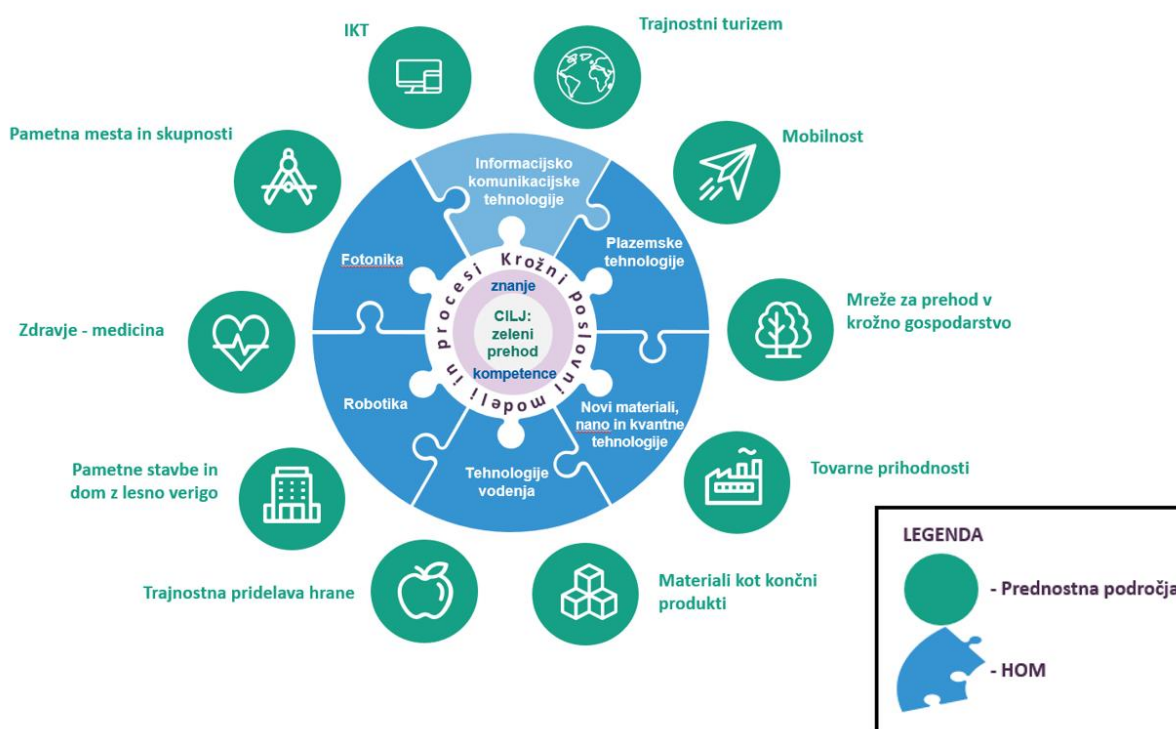 IKT
Trajnostni turizem
Pametna mesta in skupnosti
Mobilnost
Informacijsko
komunikacijske
tehnologije
Fotonika
Plazemske
tehnologije
Krožni poslovni modeli in procesi
znanje
CILJ:
zeleni
prehod
kompetence
Zdravje - medicina
Mreže za prehod v
krožno gospodarstvo
Robotika
Novi materiali,
nano in kvantne
tehnologije
Tehnologije
vodenja
Pametne stavbe in
dom z lesno verigo
Tovarne prihodnosti
Trajnostna pridelava hrane
Materiali kot končni
produkti
LEGENDA
- Prednostna področja
- HOM